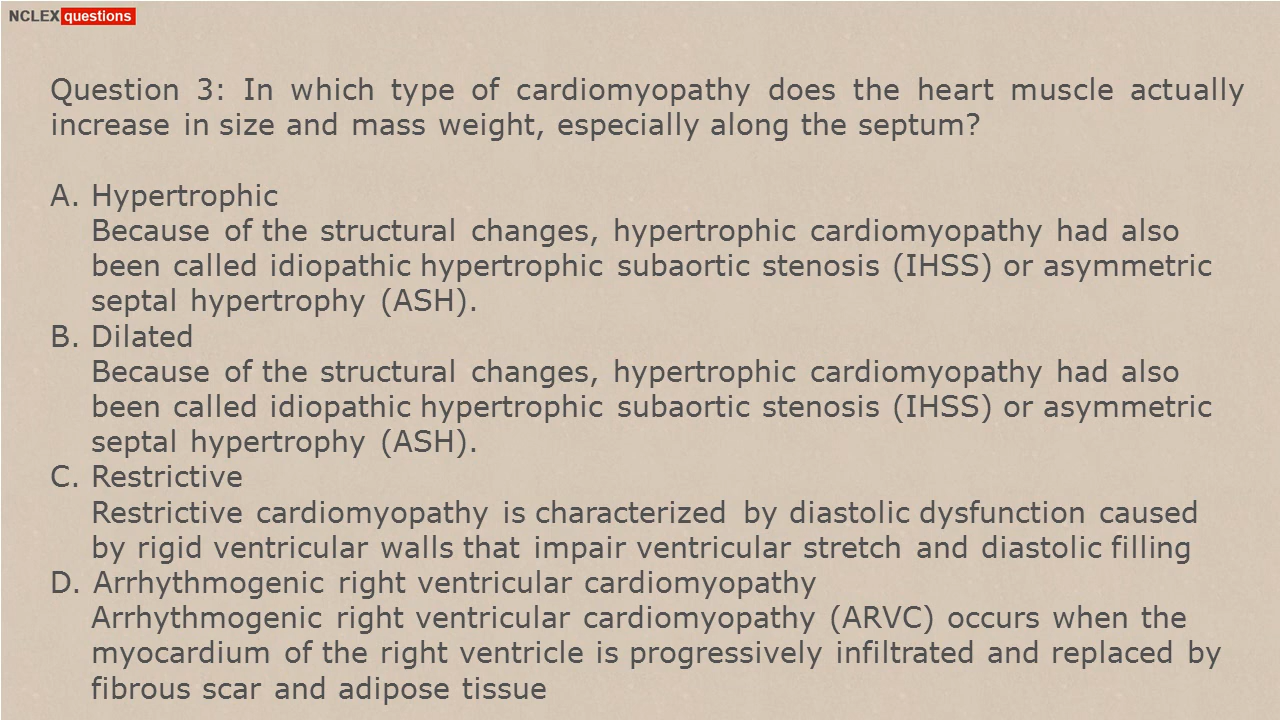 NCLEX questions
Question 3: In which type of cardiomyopathy does the heart muscle actually
increase in size and mass weight, especially along the septum?
A. Hypertrophic
Because of the structural changes, hypertrophic cardiomyopathy had also
been called idiopathic hypertrophic subaortic stenosis (IHSS) or asymmetric
septal hypertrophy (ASH).
B. Dilated
Because of the structural changes, hypertrophic cardiomyopathy had also
been called idiopathic hypertrophic subaortic stenosis (IHSS) or asymmetric
septal hypertrophy (ASH).
C. Restrictive
Restrictive cardiomyopathy is characterized by diastolic dysfunction caused
by rigid ventricular walls that impair ventricular stretch and diastolic filling
D. Arrhythmogenic right ventricular cardiomyopathy
Arrhythmogenic right ventricular cardiomyopathy (ARVC) occurs when the
myocardium of the right ventricle is progressively infiltrated and replaced by
fibrous scar and adipose tissue